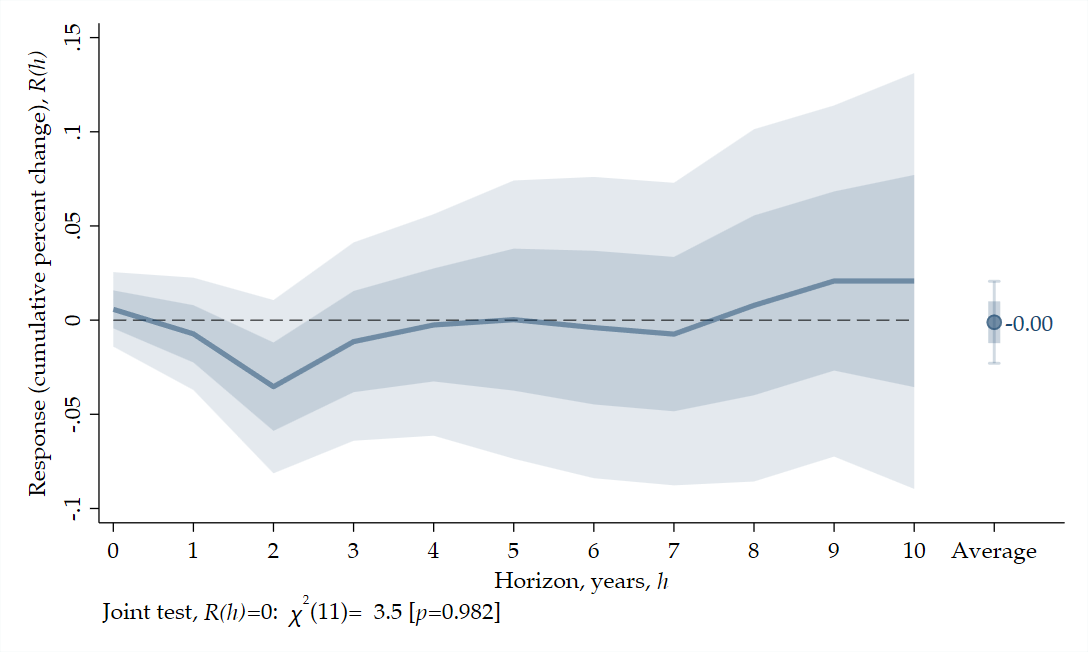 Response (cumulative percent change), R(h)
.15
.1
.05
0
-.05
-.1
-0.00
0 1 2 3 4 5 6 7 8 9 10 Average
Horizon, years, h
Joint test, R(h)=0: χ²(11)= 3.5 [p=0.982]